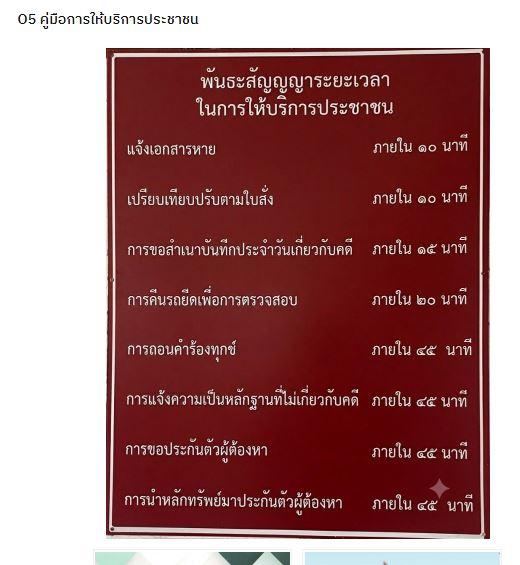 O5 คู่มือการให้บริการประชาชน
พันธะสัญญญาระยะเวลา
ในการให้บริการประชาชน
แจ้งเอกสารหาย ภายใน ๑๐ นาที
เปรียบเทียบปรับตามใบสั่ง ภายใน ๑๐ นาที
การขอสำเนาบันทึกประจำวันเกี่ยวกับคดี ภายใน ๑๕ นาที
การคืนรถยึดเพื่อการตรวจสอบ ภายใน ๒๐ นาที
การถอนคำร้องทุกข์ ภายใน ๔๕ นาที
การแจ้งความเป็นหลักฐานที่ไม่เกี่ยวกับคดี ภายใน ๔๕ นาที
การขอประกันตัวผู้ต้องหา ภายใน ๔๕ นาที
การนำหลักทรัพย์มาประกันตัวผู้ต้องหา ภายใน ๔๕ นาที